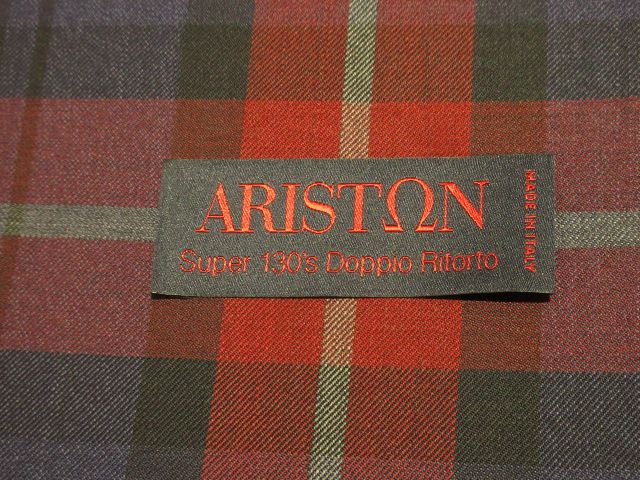 ARISTΩN
Super 130's Doppio Ritorto
MADE IN ITALY